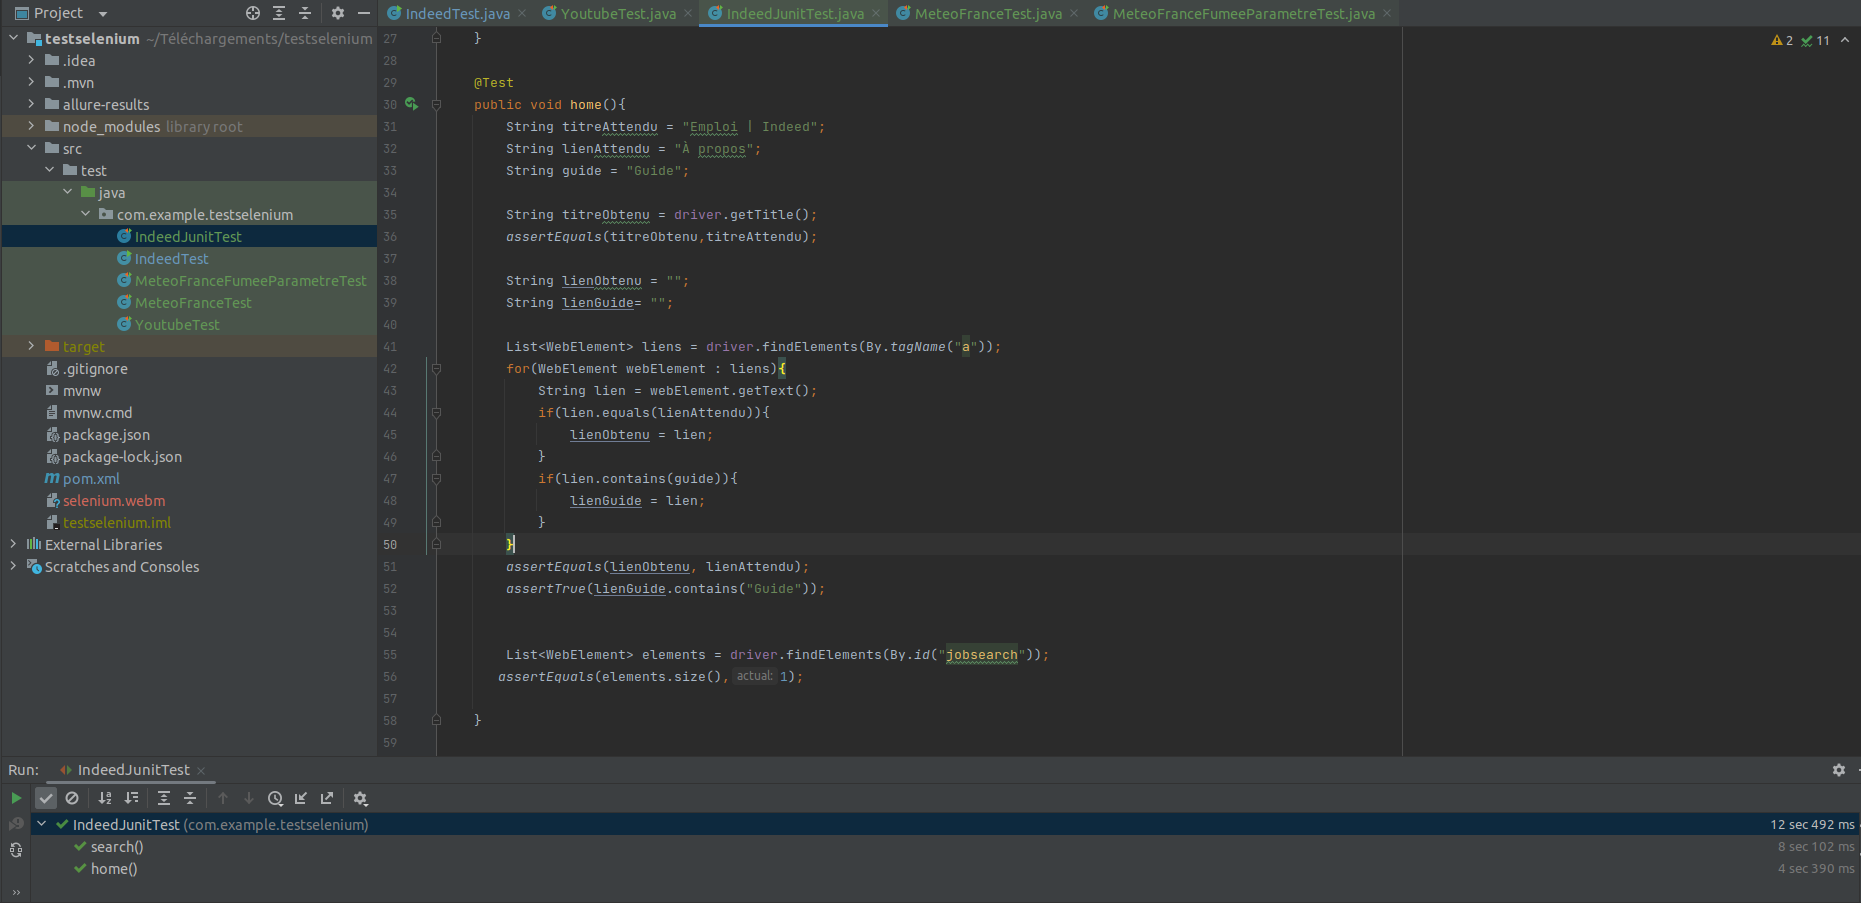 Project
IndeedTest.java
YoutubeTest.java
IndeedJunitTest.java
MeteoFranceTest.java
MeteoFranceFumeeParametreTest.java
testselenium ~/Téléchargements/testselenium
.idea
.mvn
allure-results
node_modules library root
src
test
java
com.example.testselenium
IndeedJunitTest
IndeedTest
MeteoFranceFumeeParametreTest
MeteoFranceTest
YoutubeTest
target
.gitignore
mvnw
mvnw.cmd
package.json
package-lock.json
pom.xml
selenium.webm
testselenium.iml
External Libraries
Scratches and Consoles
2 11
27 }
28
29 @Test
30 public void home(){
31 String titreAttendu = "Emploi | Indeed";
32 String lienAttendu = "À propos";
33 String guide = "Guide";
34
35 String titreObtenu = driver.getTitle();
36 assertEquals(titreObtenu,titreAttendu);
37
38 String lienObtenu = "";
39 String lienGuide= "";
40
41 List<WebElement> liens = driver.findElements(By.tagName("a"));
42 for(WebElement webElement : liens){
43 String lien = webElement.getText();
44 if(lien.equals(lienAttendu)){
45 lienObtenu = lien;
46 }
47 if(lien.contains(guide)){
48 lienGuide = lien;
49 }
50 }
51 assertEquals(lienObtenu, lienAttendu);
52 assertTrue(lienGuide.contains("Guide"));
53
54
55 List<WebElement> elements = driver.findElements(By.id("jobsearch"));
56 assertEquals(elements.size(), actual: 1);
57
58 }
59
Run: IndeedJunitTest
IndeedJunitTest (com.example.testselenium) 12 sec 492 ms
search() 8 sec 102 ms
home() 4 sec 390 ms